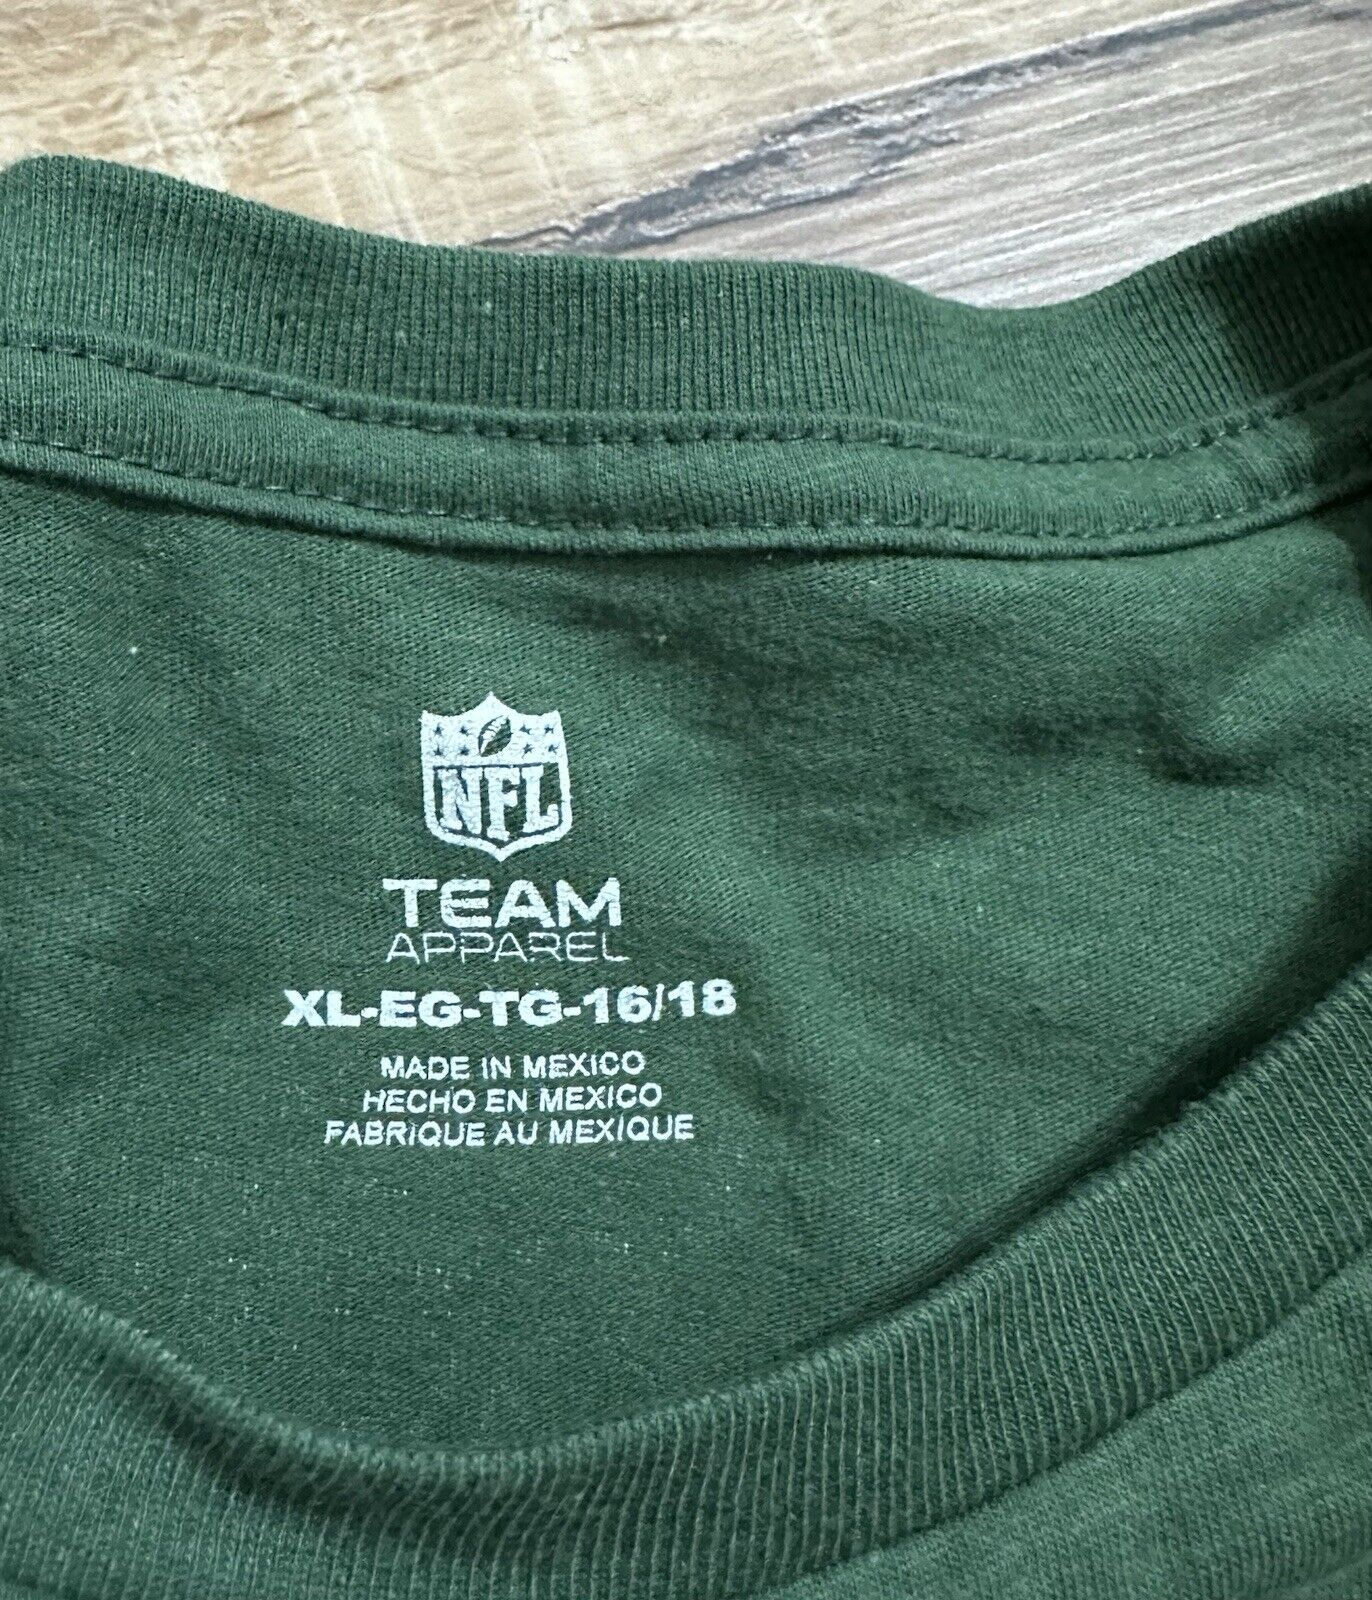 NFL
TEAM
APPAREL
XL-EG-TG-16/18
MADE IN MEXICO
HECHO EN MEXICO
FABRIQUE AU MEXIQUE